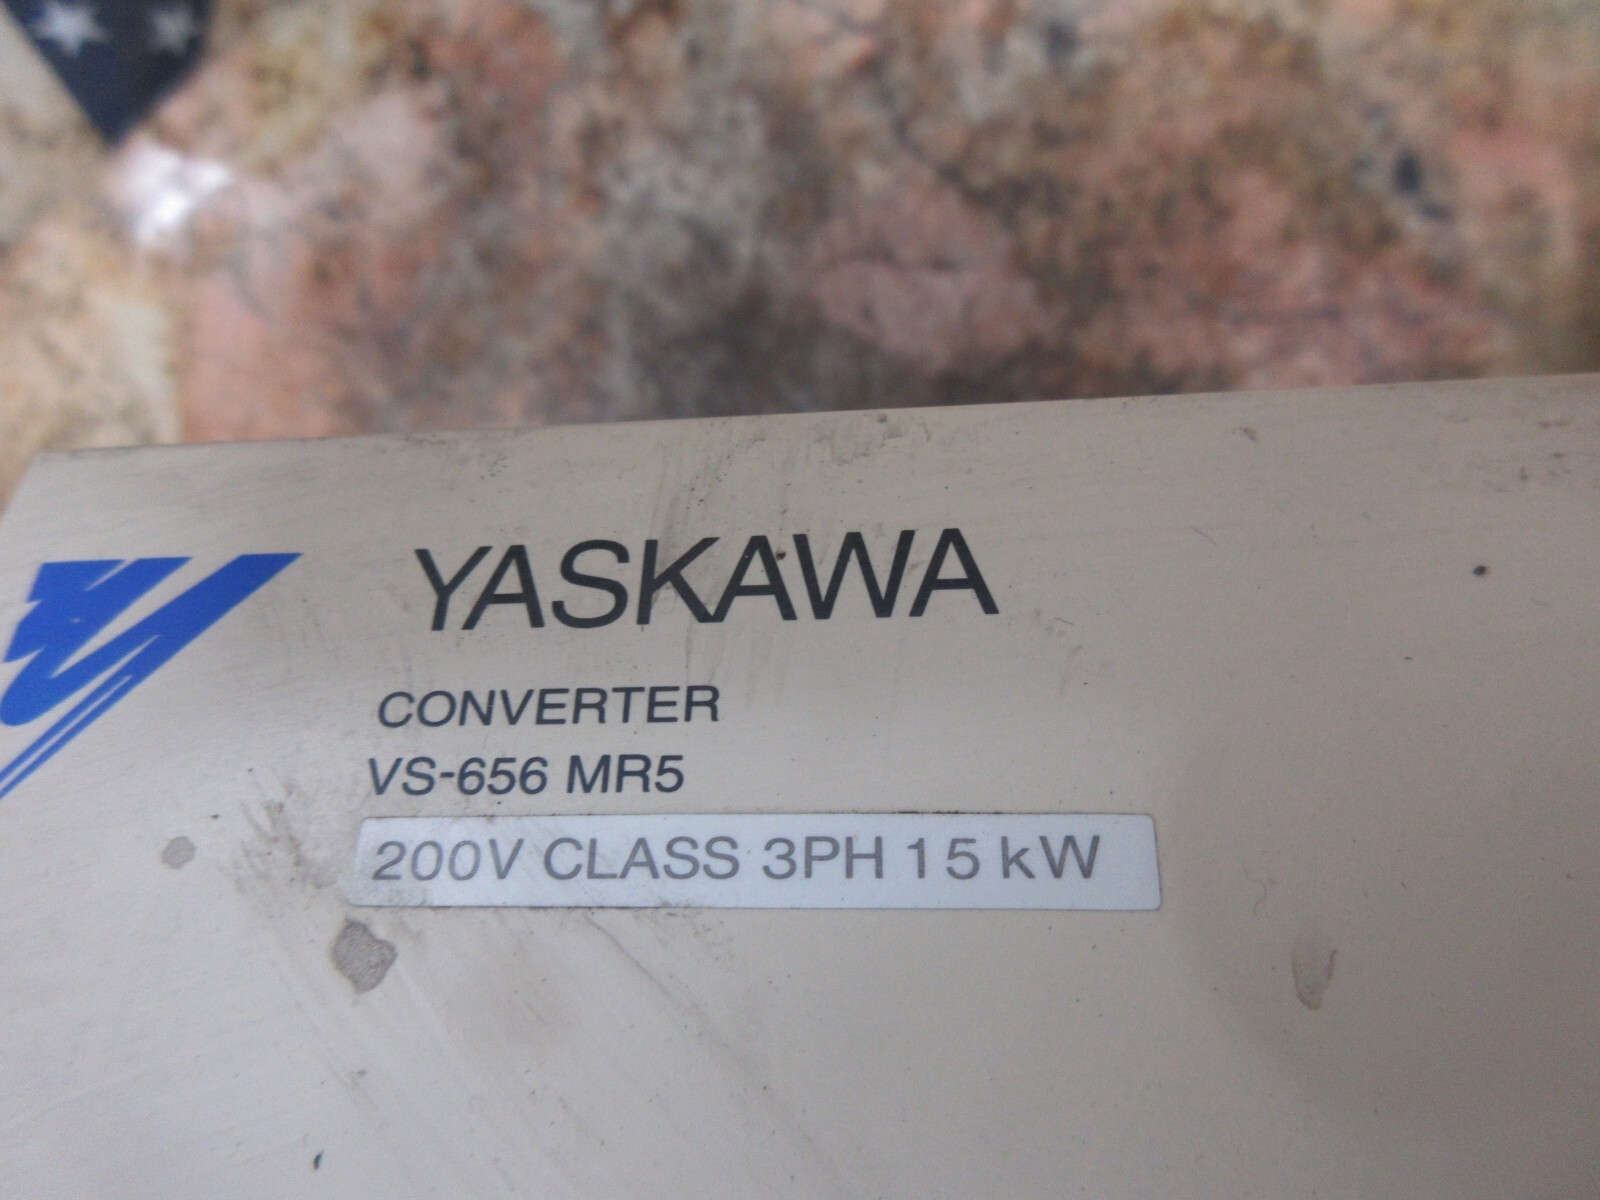 YASKAWA
CONVERTER
VS-656 MR5
200V CLASS 3PH 15 kW